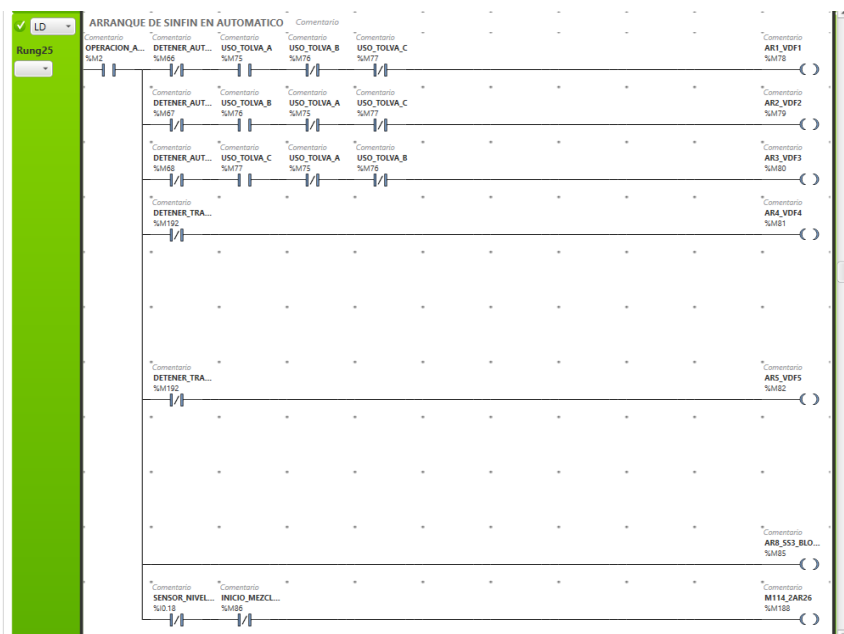 LD
ARRANQUE DE SINFIN EN AUTOMATICO Comentario
Rung25
Comentario Comentario Comentario Comentario Comentario Comentario
OPERACION_A... DETENER_AUT... USO_TOLVA_A USO_TOLVA_B USO_TOLVA_C AR1_VDF1
%M2 %M66 %M75 %M76 %M77 %M78
Comentario Comentario Comentario Comentario Comentario
DETENER_AUT... USO_TOLVA_B USO_TOLVA_A USO_TOLVA_C AR2_VDF2
%M67 %M76 %M75 %M77 %M79
Comentario Comentario Comentario Comentario Comentario
DETENER_AUT... USO_TOLVA_C USO_TOLVA_A USO_TOLVA_B AR3_VDF3
%M68 %M77 %M75 %M76 %M80
Comentario Comentario
DETENER_TRA... AR4_VDF4
%M192 %M81
Comentario Comentario
DETENER_TRA... AR5_VDF5
%M192 %M82
Comentario
AR8_SS3_BLO...
%M85
Comentario Comentario Comentario
SENSOR_NIVEL... INICIO_MEZCL... M114_2AR26
%I0.18 %M86 %M188